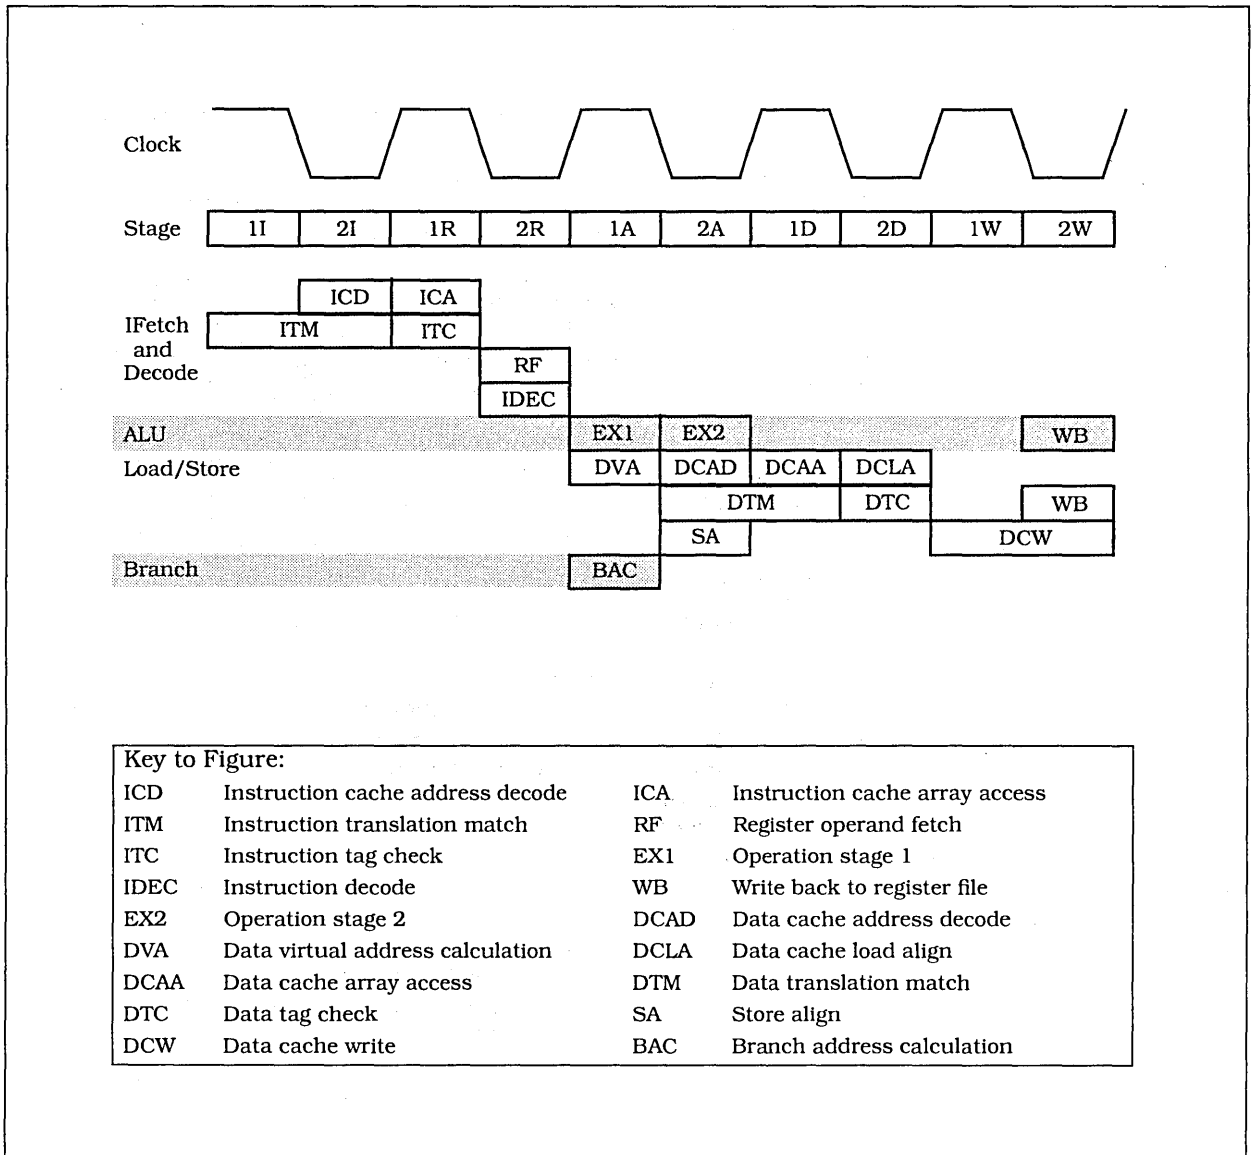 Clock
Stage 1I 2I 1R 2R 1A 2A 1D 2D 1W 2W
ICD ICA
IFetch and Decode
ITM ITC
RF
IDEC
ALU EX1 EX2 WB
Load/Store DVA DCAD DCAA DCLA
DTM DTC WB
SA DCW
Branch BAC
Key to Figure:
ICD Instruction cache address decode ICA Instruction cache array access
ITM Instruction translation match RF Register operand fetch
ITC Instruction tag check EX1 Operation stage 1
IDEC Instruction decode WB Write back to register file
EX2 Operation stage 2 DCAD Data cache address decode
DVA Data virtual address calculation DCLA Data cache load align
DCAA Data cache array access DTM Data translation match
DTC Data tag check SA Store align
DCW Data cache write BAC Branch address calculation